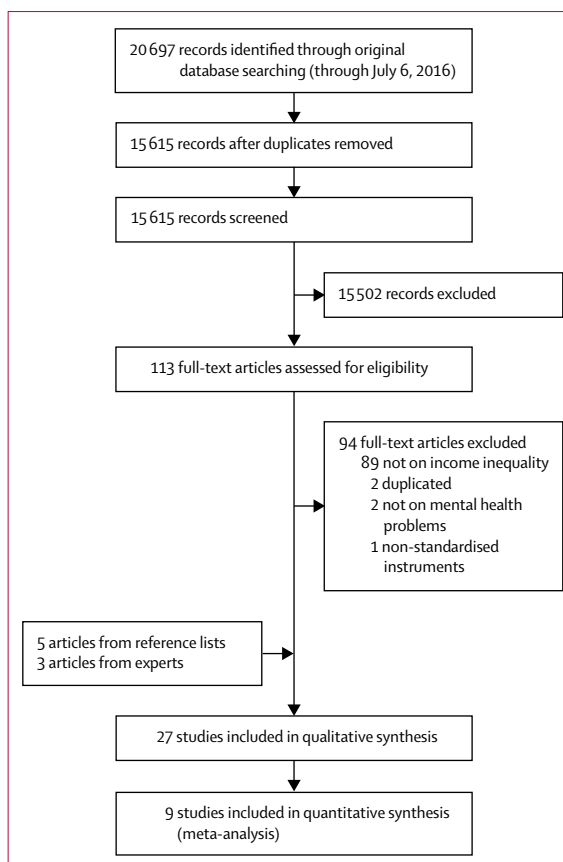 20 697 records identified through original
database searching (through July 6, 2016)
15 615 records after duplicates removed
15 615 records screened
15 502 records excluded
113 full-text articles assessed for eligibility
94 full-text articles excluded
89 not on income inequality
2 duplicated
2 not on mental health
problems
1 non-standardised
instruments
5 articles from reference lists
3 articles from experts
27 studies included in qualitative synthesis
9 studies included in quantitative synthesis
(meta-analysis)